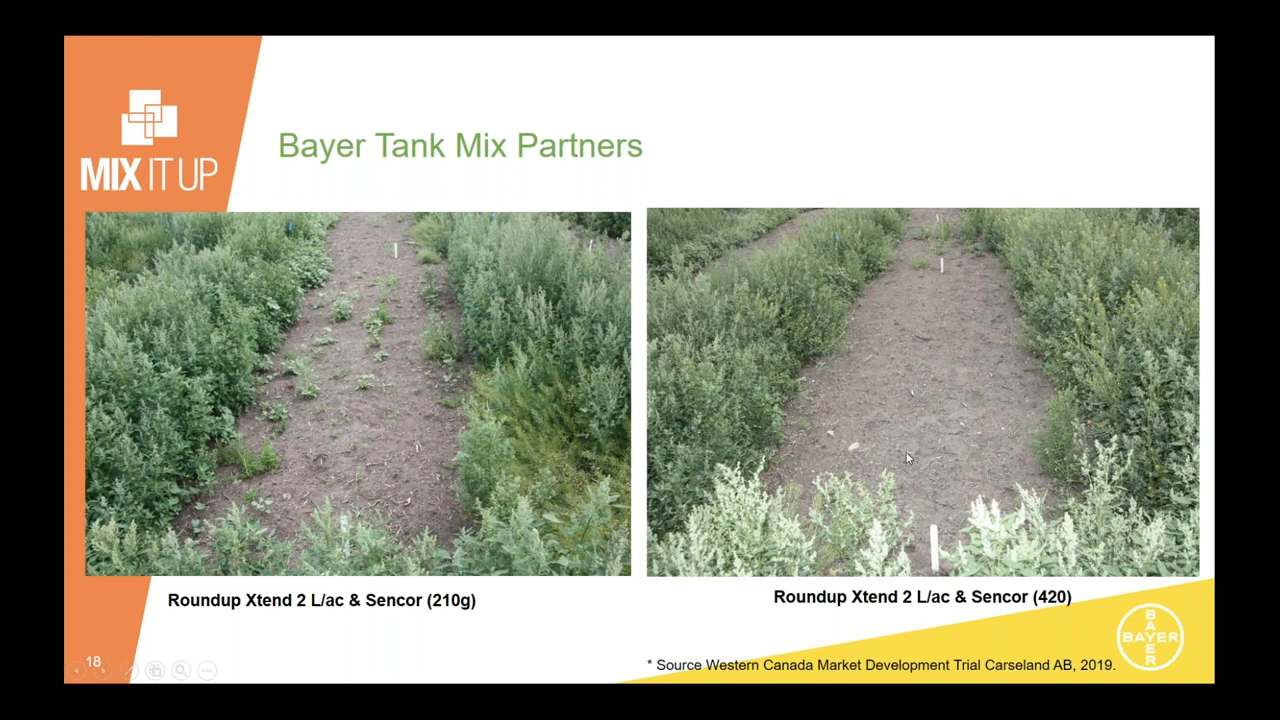 MIX IT UP
Bayer Tank Mix Partners
Roundup Xtend 2 L/ac & Sencor (210g)
Roundup Xtend 2 L/ac & Sencor (420)
18
* Source Western Canada Market Development Trial Carseland AB, 2019.
BAYER
BAYER